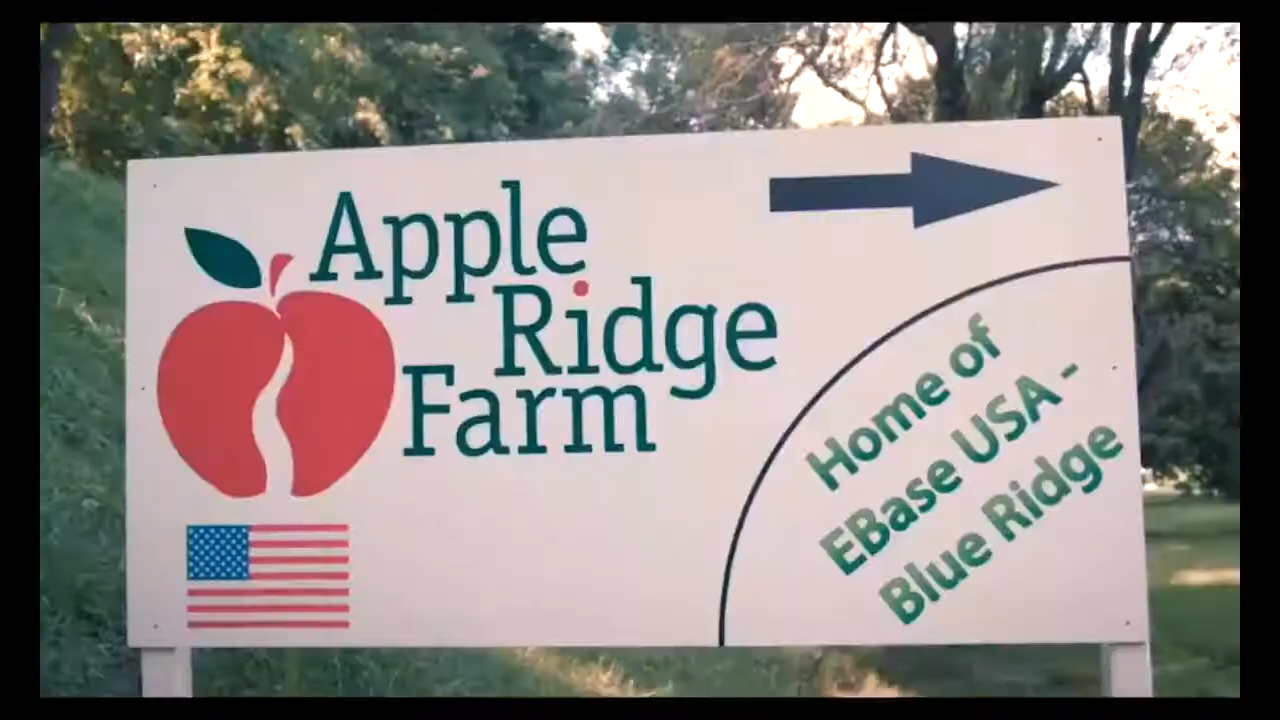 Apple
Ridge
Farm
Home of
EBase USA -
Blue Ridge